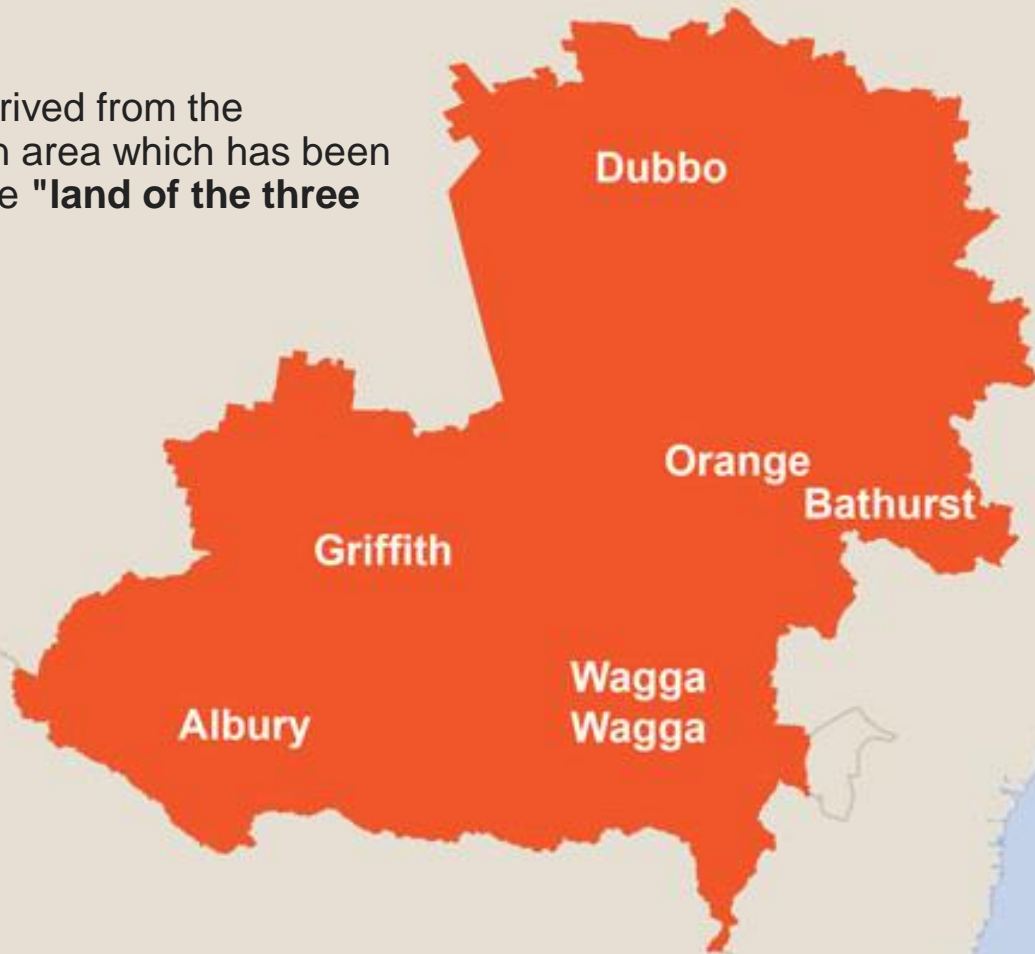 rived from the
n area which has been
e "land of the three
Dubbo
Orange
Bathurst
Griffith
Wagga
Wagga
Albury